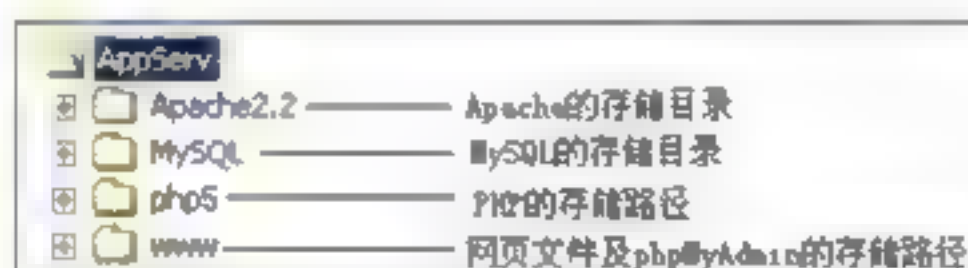 AppServ
Apache2.2 Apache的存储目录
MySQL MySQL的存储目录
php5 PHP的存储路径
www 网页文件及phpMyAdmin的存储路径